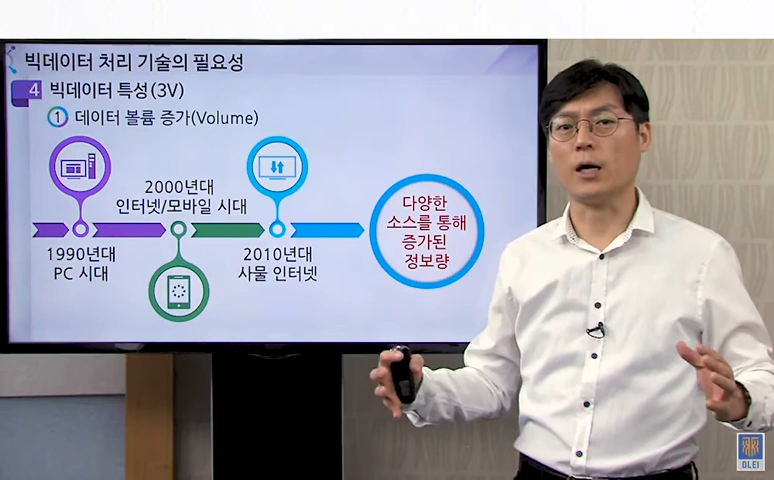 빅데이터 처리 기술의 필요성
4 빅데이터 특성(3V)
1 데이터 볼륨 증가(Volume)
2000년대
인터넷/모바일 시대
1990년대
PC 시대
2010년대
사물 인터넷
다양한
소스를 통해
증가된
정보량
OLEI